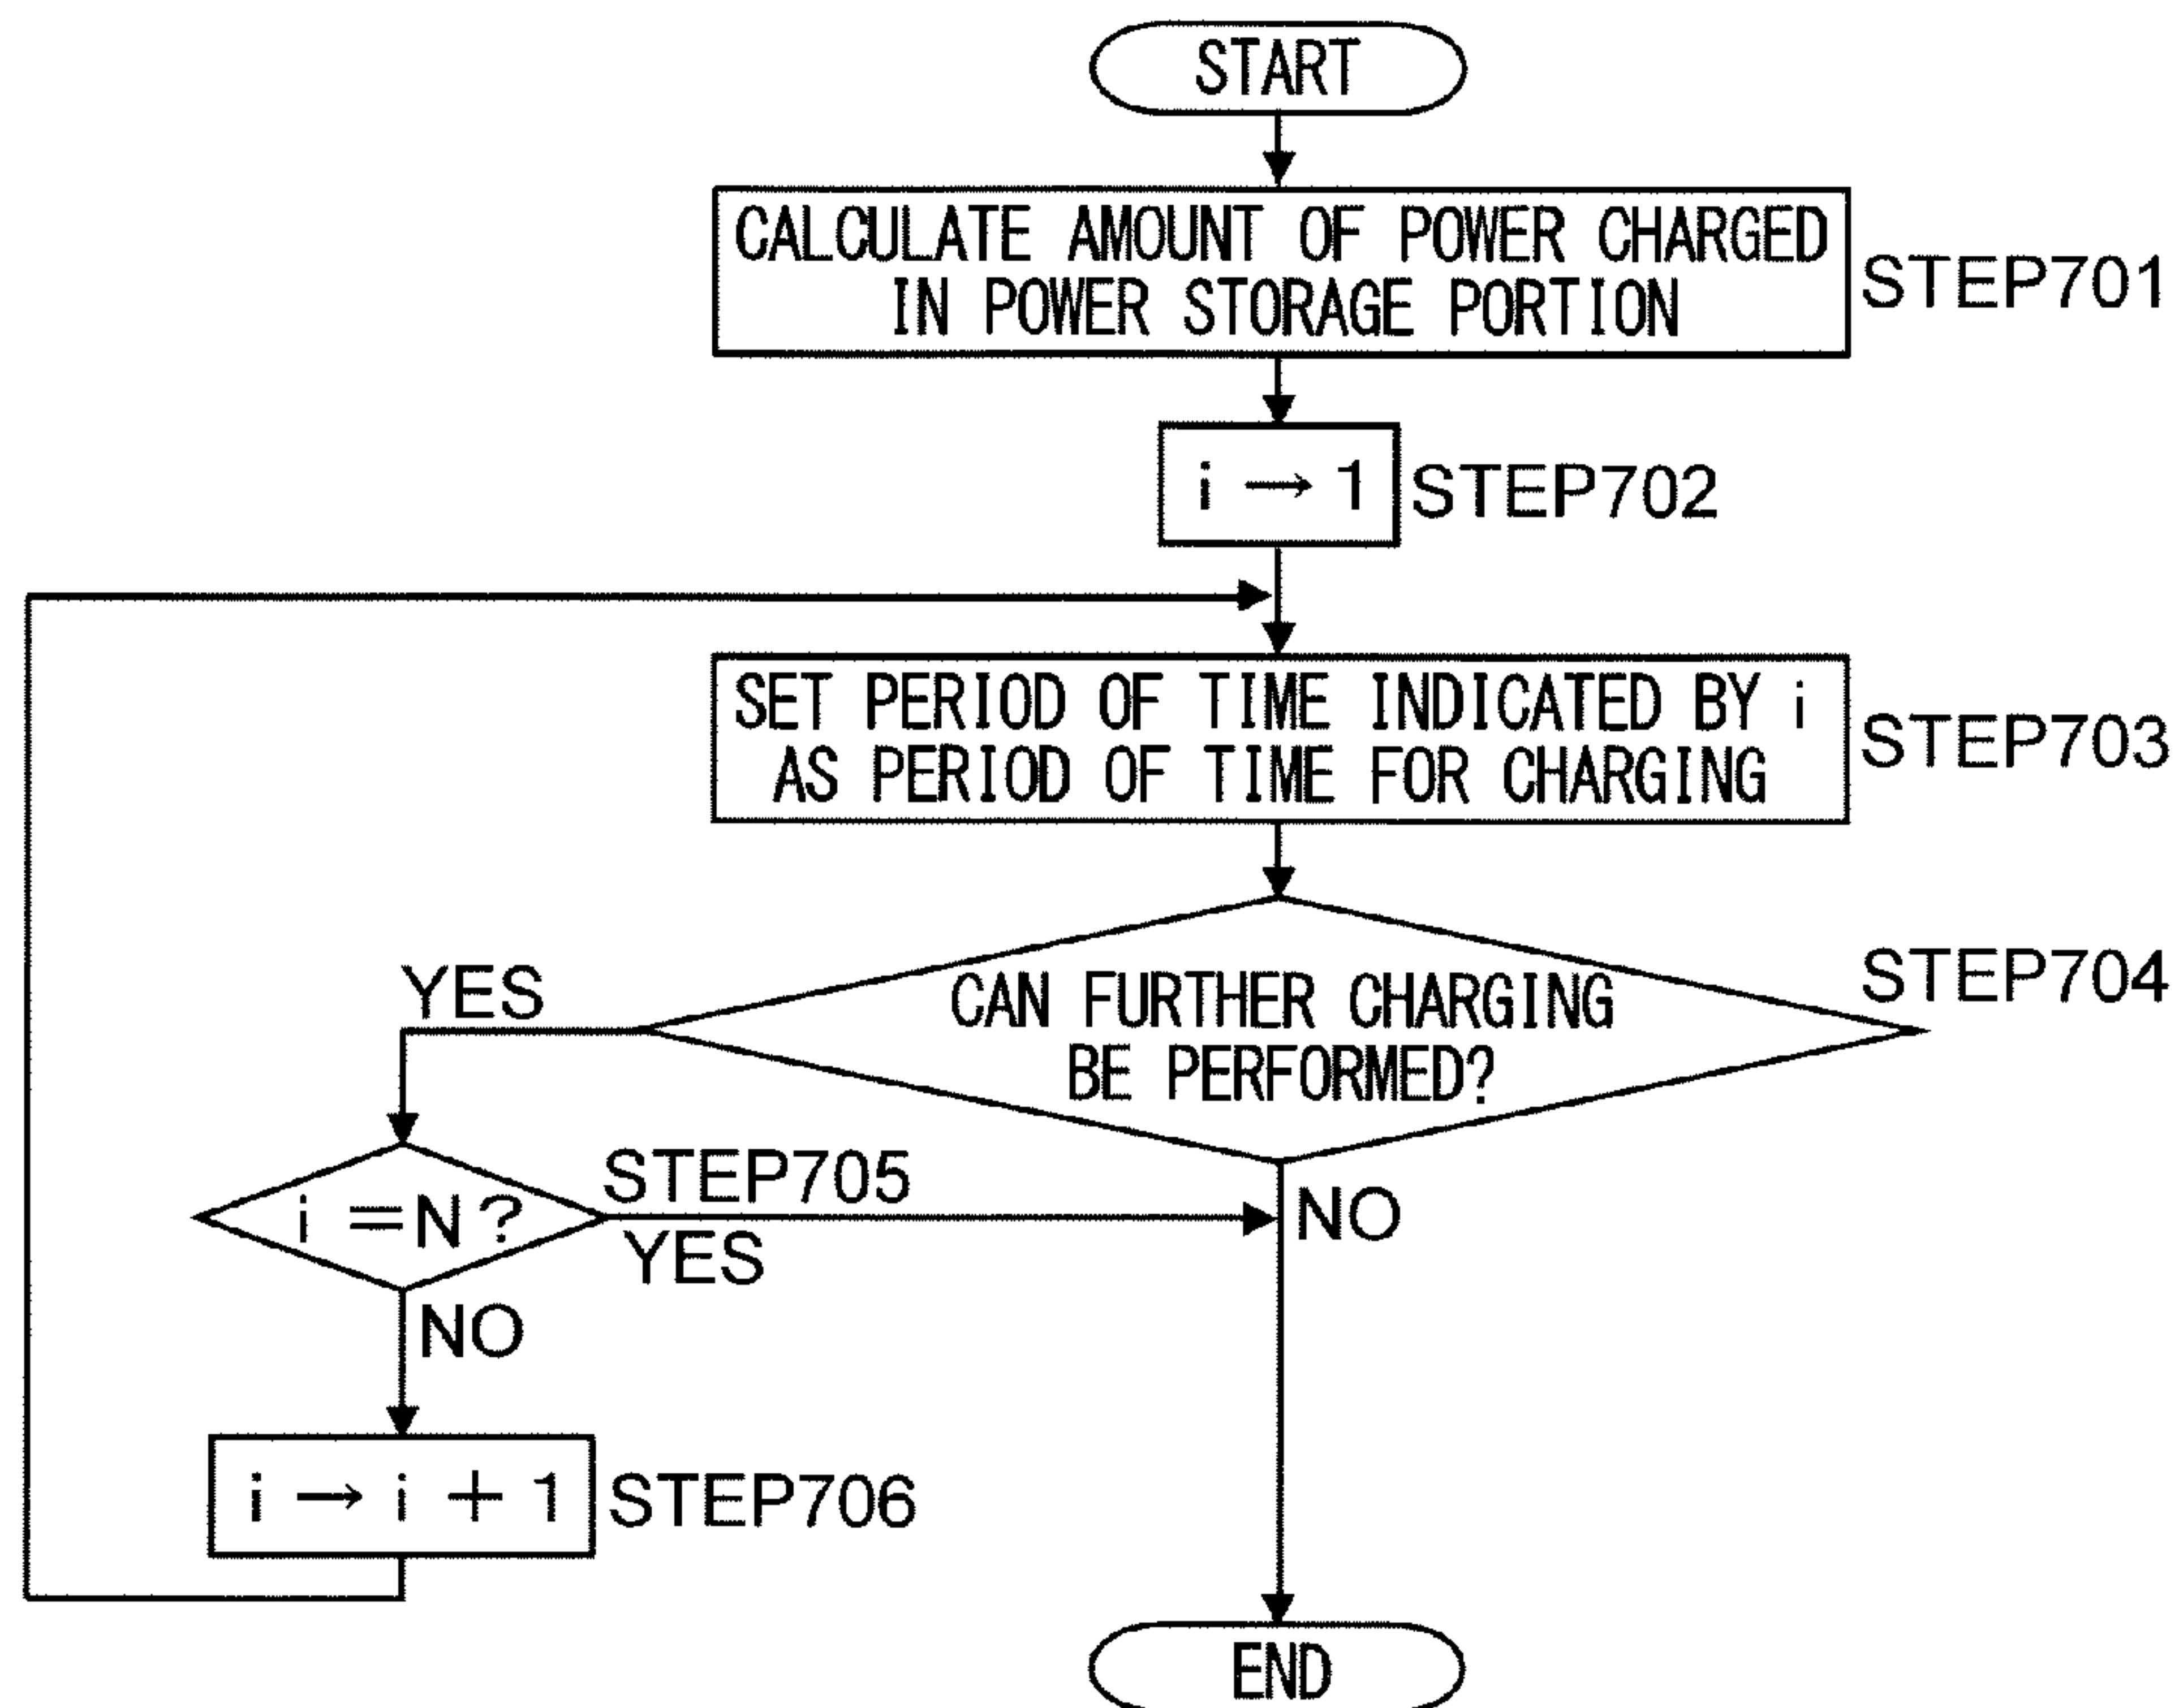 START
CALCULATE AMOUNT OF POWER CHARGED
IN POWER STORAGE PORTION
STEP701
i → 1
STEP702
SET PERIOD OF TIME INDICATED BY i
AS PERIOD OF TIME FOR CHARGING
STEP703
CAN FURTHER CHARGING
BE PERFORMED?
STEP704
YES
NO
i =N ?
STEP705
YES
NO
i → i + 1
STEP706
END